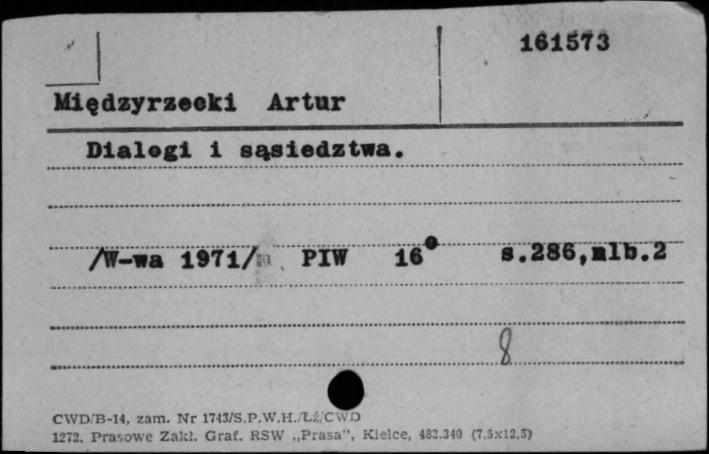 161573
Międzyrzecki Artur
Dialogi i sąsiedztwa.
/W-wa 1971/ PIW 16° s.286,nlb.2
8
CWD/B-14, zam. Nr 1743/S.P.W.H./Łź/CWD
1272. Prasowe Zakł. Graf. RSW „Prasa”, Kielce, 483.340 (7,5x12,5)